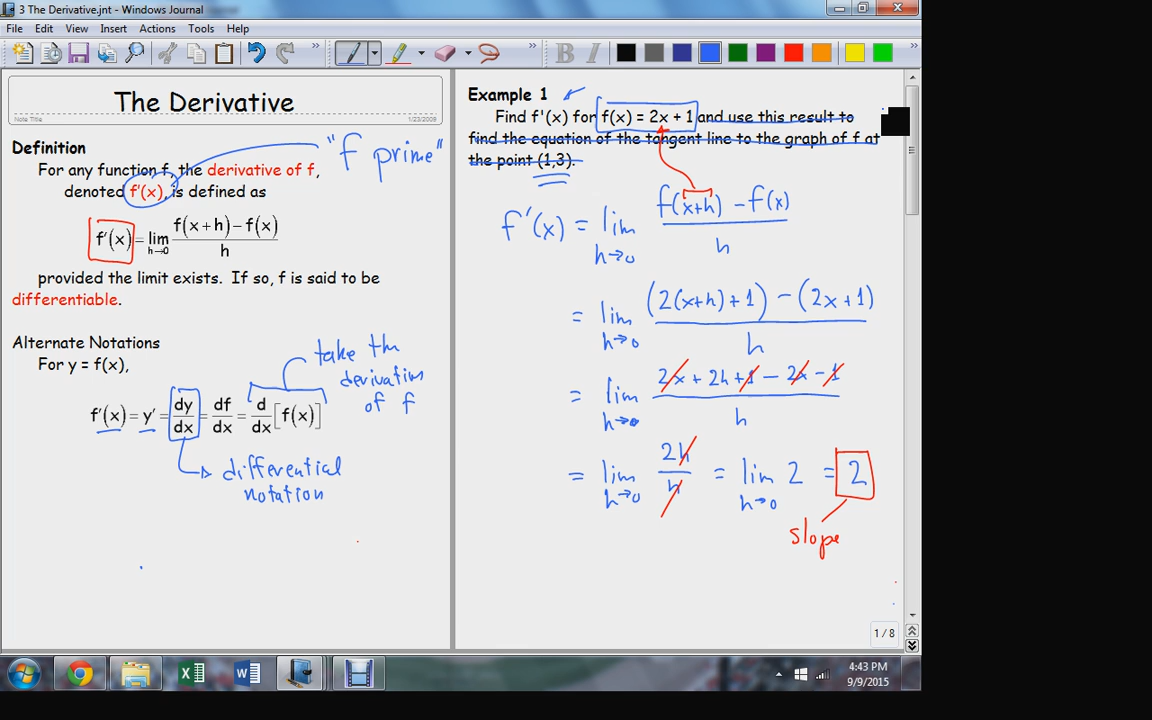 3 The Derivative.jnt - Windows Journal
File Edit View Insert Actions Tools Help
The Derivative
Note Title
1/23/2009
Definition
For any function f, the derivative of f,
denoted f'(x), is defined as
"f prime"
f'(x) = lim h→0 f(x+h)-f(x) / h
provided the limit exists. If so, f is said to be
differentiable.
Alternate Notations
For y = f(x),
take the
derivative
of f
f'(x) = y' = dy/dx = df/dx = d/dx [f(x)]
differential
notation
Example 1
Find f'(x) for f(x) = 2x + 1 and use this result to
find the equation of the tangent line to the graph of f at
the point (1,3).
f'(x) = lim h→0 f(x+h) - f(x) / h
= lim h→0 (2(x+h)+1) - (2x+1) / h
= lim h→0 2x + 2h + 1 - 2x - 1 / h
= lim h→0 2h / h = lim h→0 2 = 2
slope
1 / 8
4:43 PM
9/9/2015